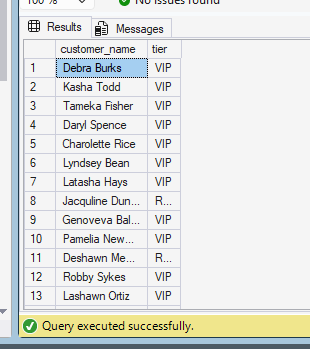 100 %
No issues found
Results Messages
customer_name tier
1 Debra Burks VIP
2 Kasha Todd VIP
3 Tameka Fisher VIP
4 Daryl Spence VIP
5 Charolette Rice VIP
6 Lyndsey Bean VIP
7 Latasha Hays VIP
8 Jacquline Dun... R...
9 Genoveva Bal... VIP
10 Pamelia New... VIP
11 Deshawn Me... R...
12 Robby Sykes VIP
13 Lashawn Ortiz VIP
Query executed successfully.